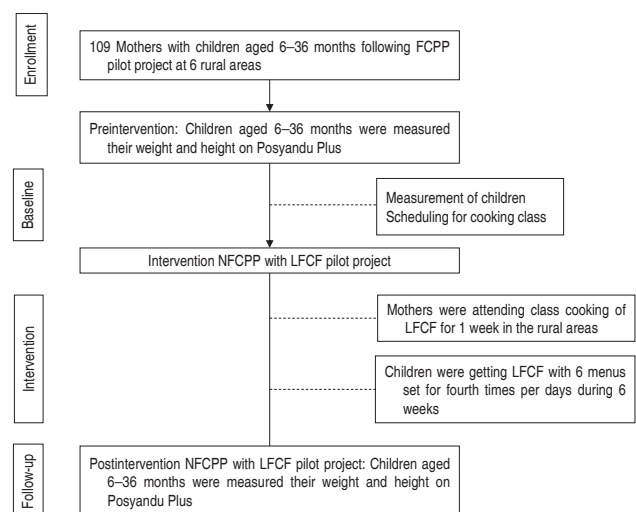 Enrollment
109 Mothers with children aged 6–36 months following FCPP
pilot project at 6 rural areas
Preintervention: Children aged 6–36 months were measured
their weight and height on Posyandu Plus
Baseline
Measurement of children
Scheduling for cooking class
Intervention NFCPP with LFCF pilot project
Intervention
Mothers were attending class cooking of
LFCF for 1 week in the rural areas
Children were getting LFCF with 6 menus
set for fourth times per days during 6
weeks
Follow-up
Postintervention NFCPP with LFCF pilot project: Children aged
6–36 months were measured their weight and height on
Posyandu Plus